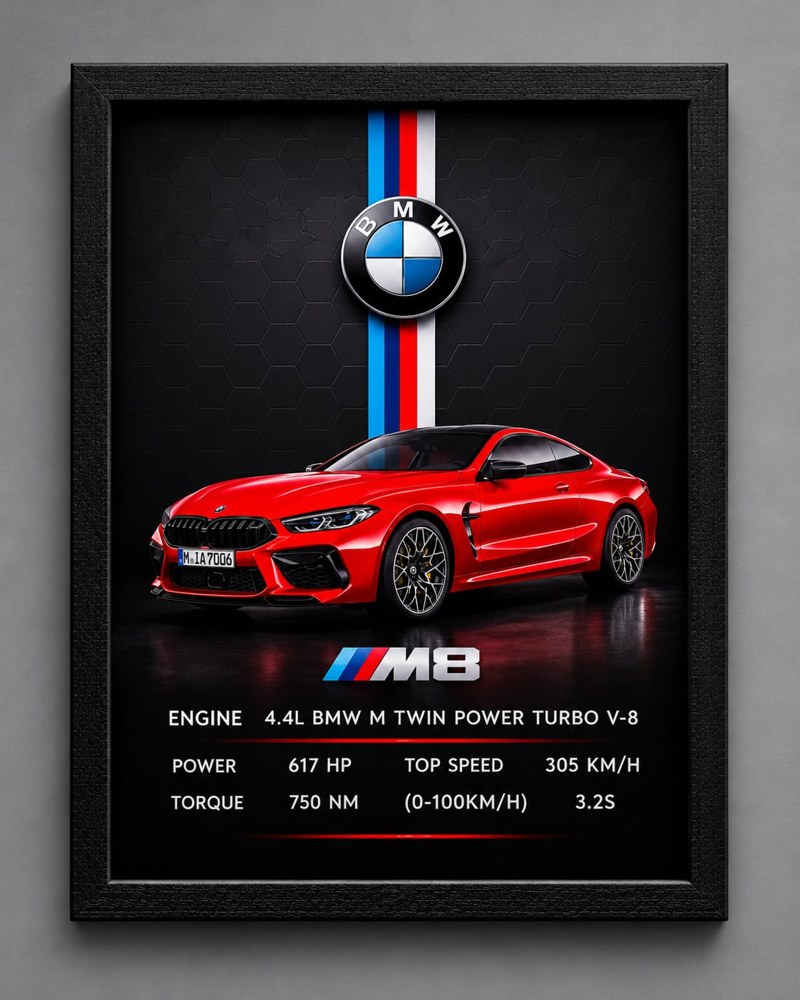 BMW
M IA7006
M8
ENGINE 4.4L BMW M TWIN POWER TURBO V-8
POWER 617 HP TOP SPEED 305 KM/H
TORQUE 750 NM (0-100KM/H) 3.2S